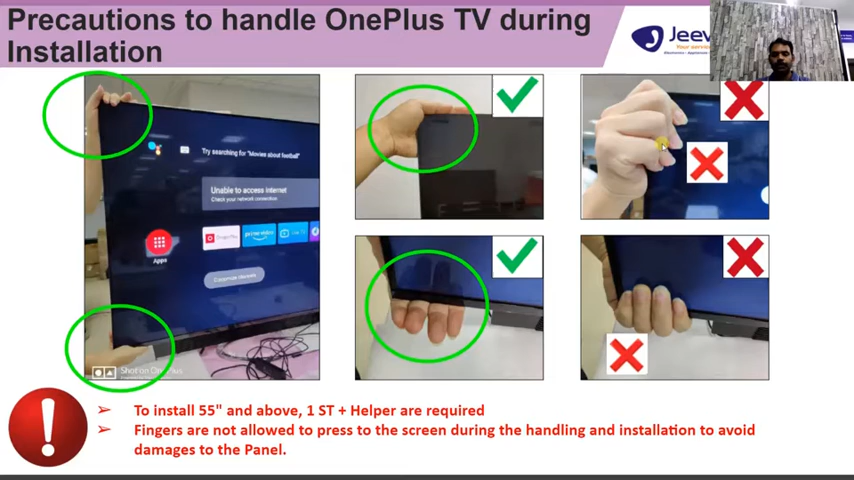 Precautions to handle OnePlus TV during
Installation
Jeev
Your service
Try searching for "Movies about football"
Unable to access Internet
Check your network connection
prime video
Apps
Customize channels
Shot on OnePlus
! 
➢ To install 55" and above, 1 ST + Helper are required
➢ Fingers are not allowed to press to the screen during the handling and installation to avoid
damages to the Panel.